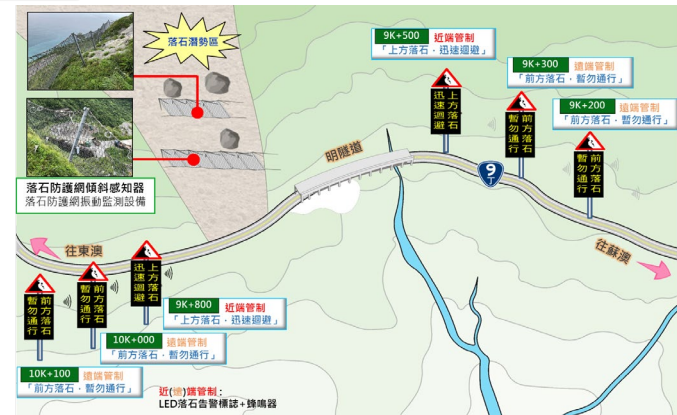 落石潛勢區
落石防護網傾斜感知器
落石防護網振動監測設備
9K+500 近端管制
「上方落石．迅速迴避」
9K+300 遠端管制
「前方落石．暫勿通行」
9K+200 遠端管制
「前方落石．暫勿通行」
上方落石
迅速迴避
前方落石
暫勿通行
前方落石
暫勿通行
明隧道
9
丁
往蘇澳
往東澳
上方落石
迅速迴避
前方落石
暫勿通行
前方落石
暫勿通行
9K+800 近端管制
「上方落石．迅速迴避」
10K+000 遠端管制
「前方落石．暫勿通行」
10K+100 遠端管制
「前方落石．暫勿通行」
近(遠)端管制：
LED落石告警標誌+蜂鳴器